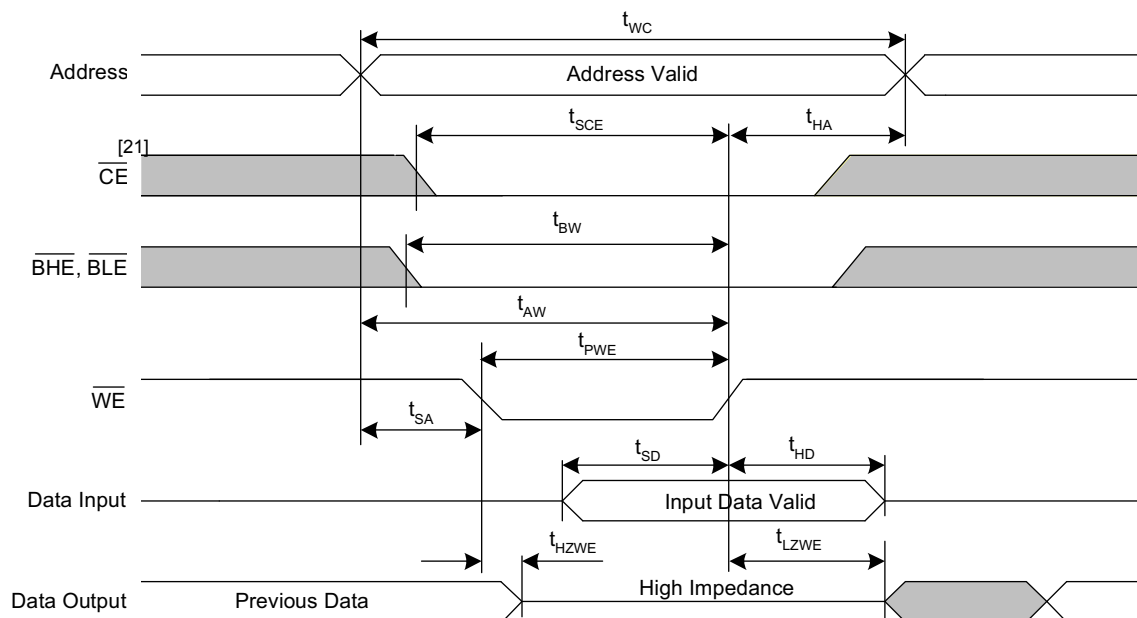 tWC
Address
Address Valid
tSCE
tHA
[21]
CE
tBW
BHE, BLE
tAW
tPWE
WE
tSA
tSD
tHD
Data Input
Input Data Valid
tHZWE
tLZWE
Data Output
Previous Data
High Impedance